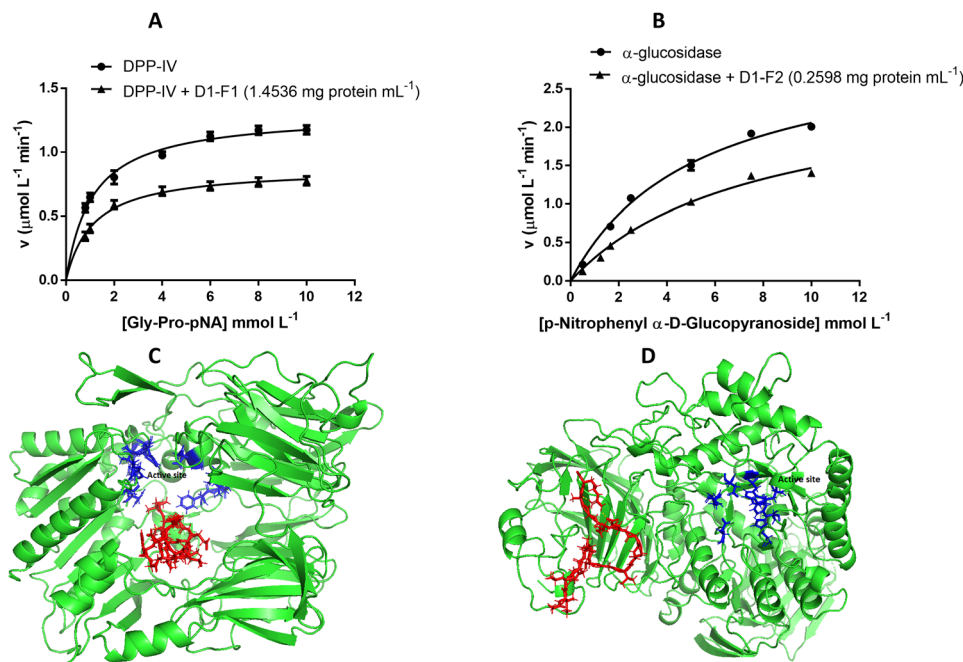 A
DPP-IV
DPP-IV + D1-F1 (1.4536 mg protein mL⁻¹)
1.5
1.0
0.5
0.0
v (μmol L⁻¹ min⁻¹)
0 2 4 6 8 10 12
[Gly-Pro-pNA] mmol L⁻¹
B
α-glucosidase
α-glucosidase + D1-F2 (0.2598 mg protein mL⁻¹)
2.5
2.0
1.5
1.0
0.5
0.0
v (μmol L⁻¹ min⁻¹)
0 2 4 6 8 10 12
[p-Nitrophenyl α-D-Glucopyranoside] mmol L⁻¹
C
Active site
D
Active site